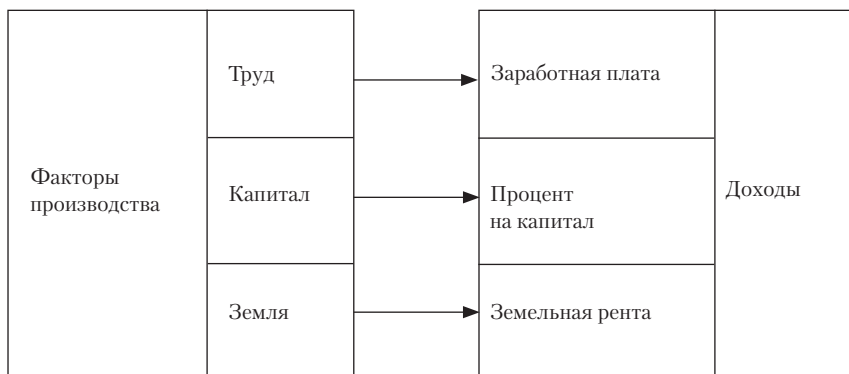 Факторы
производства
Труд
Капитал
Земля
Заработная плата
Процент
на капитал
Земельная рента
Доходы